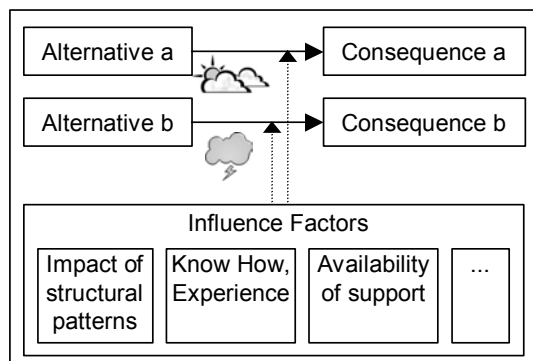 Alternative a
Consequence a
Alternative b
Consequence b
Influence Factors
Impact of
structural
patterns
Know How,
Experience
Availability
of support
...